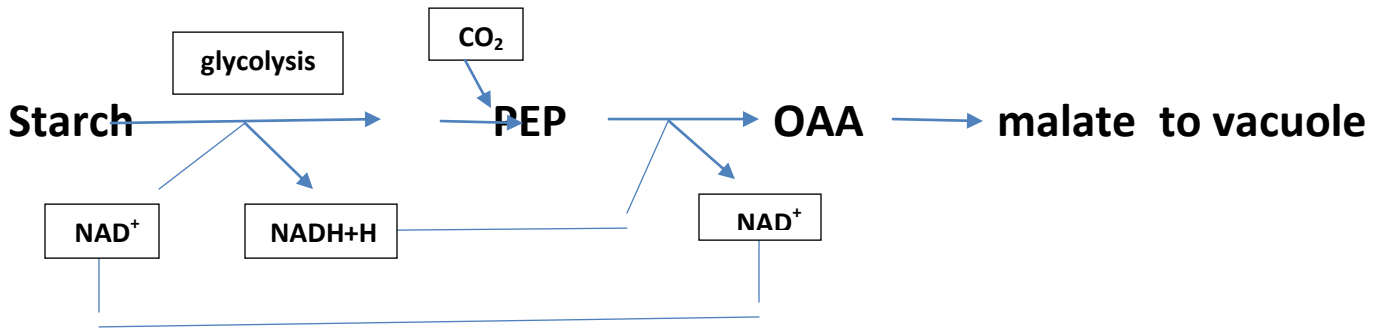 CO₂
glycolysis
Starch PEP OAA malate to vacuole
NAD⁺ NADH+H NAD⁺